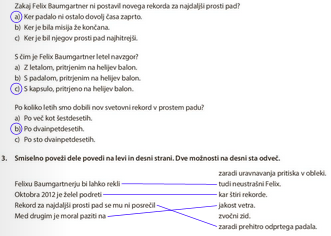 Zakaj Felix Baumgartner ni postavil novega rekorda za najdaljši prosti pad?
a) Ker padalo ni ostalo dovolj časa zaprto.
b) Ker je bila misija že končana.
c) Ker je bil njegov prosti pad najhitrejši.
S čim je Felix Baumgartner letel navzgor?
a) Z letalom, pritrjenim na helijev balon.
b) S padalom, pritrjenim na helijev balon.
c) S kapsulo, pritrjeno na helijev balon.
Po koliko letih smo dobili nov svetovni rekord v prostem padu?
a) Po več kot šestdesetih.
b) Po dvainpetdesetih.
c) Po sto dvainpetdesetih.
3. Smiselno poveži dele povedi na levi in desni strani. Dve možnosti na desni sta odveč.
zaradi uravnavanja pritiska v obleki.
Felixu Baumgartnerju bi lahko rekli tudi neustrašni Felix.
Oktobra 2012 je želel podreti kar štiri rekorde.
Rekord za najdaljši prosti pad se mu ni posrečil jakost vetra.
Med drugim je moral paziti na zvočni zid.
zaradi prehitro odprtega padala.